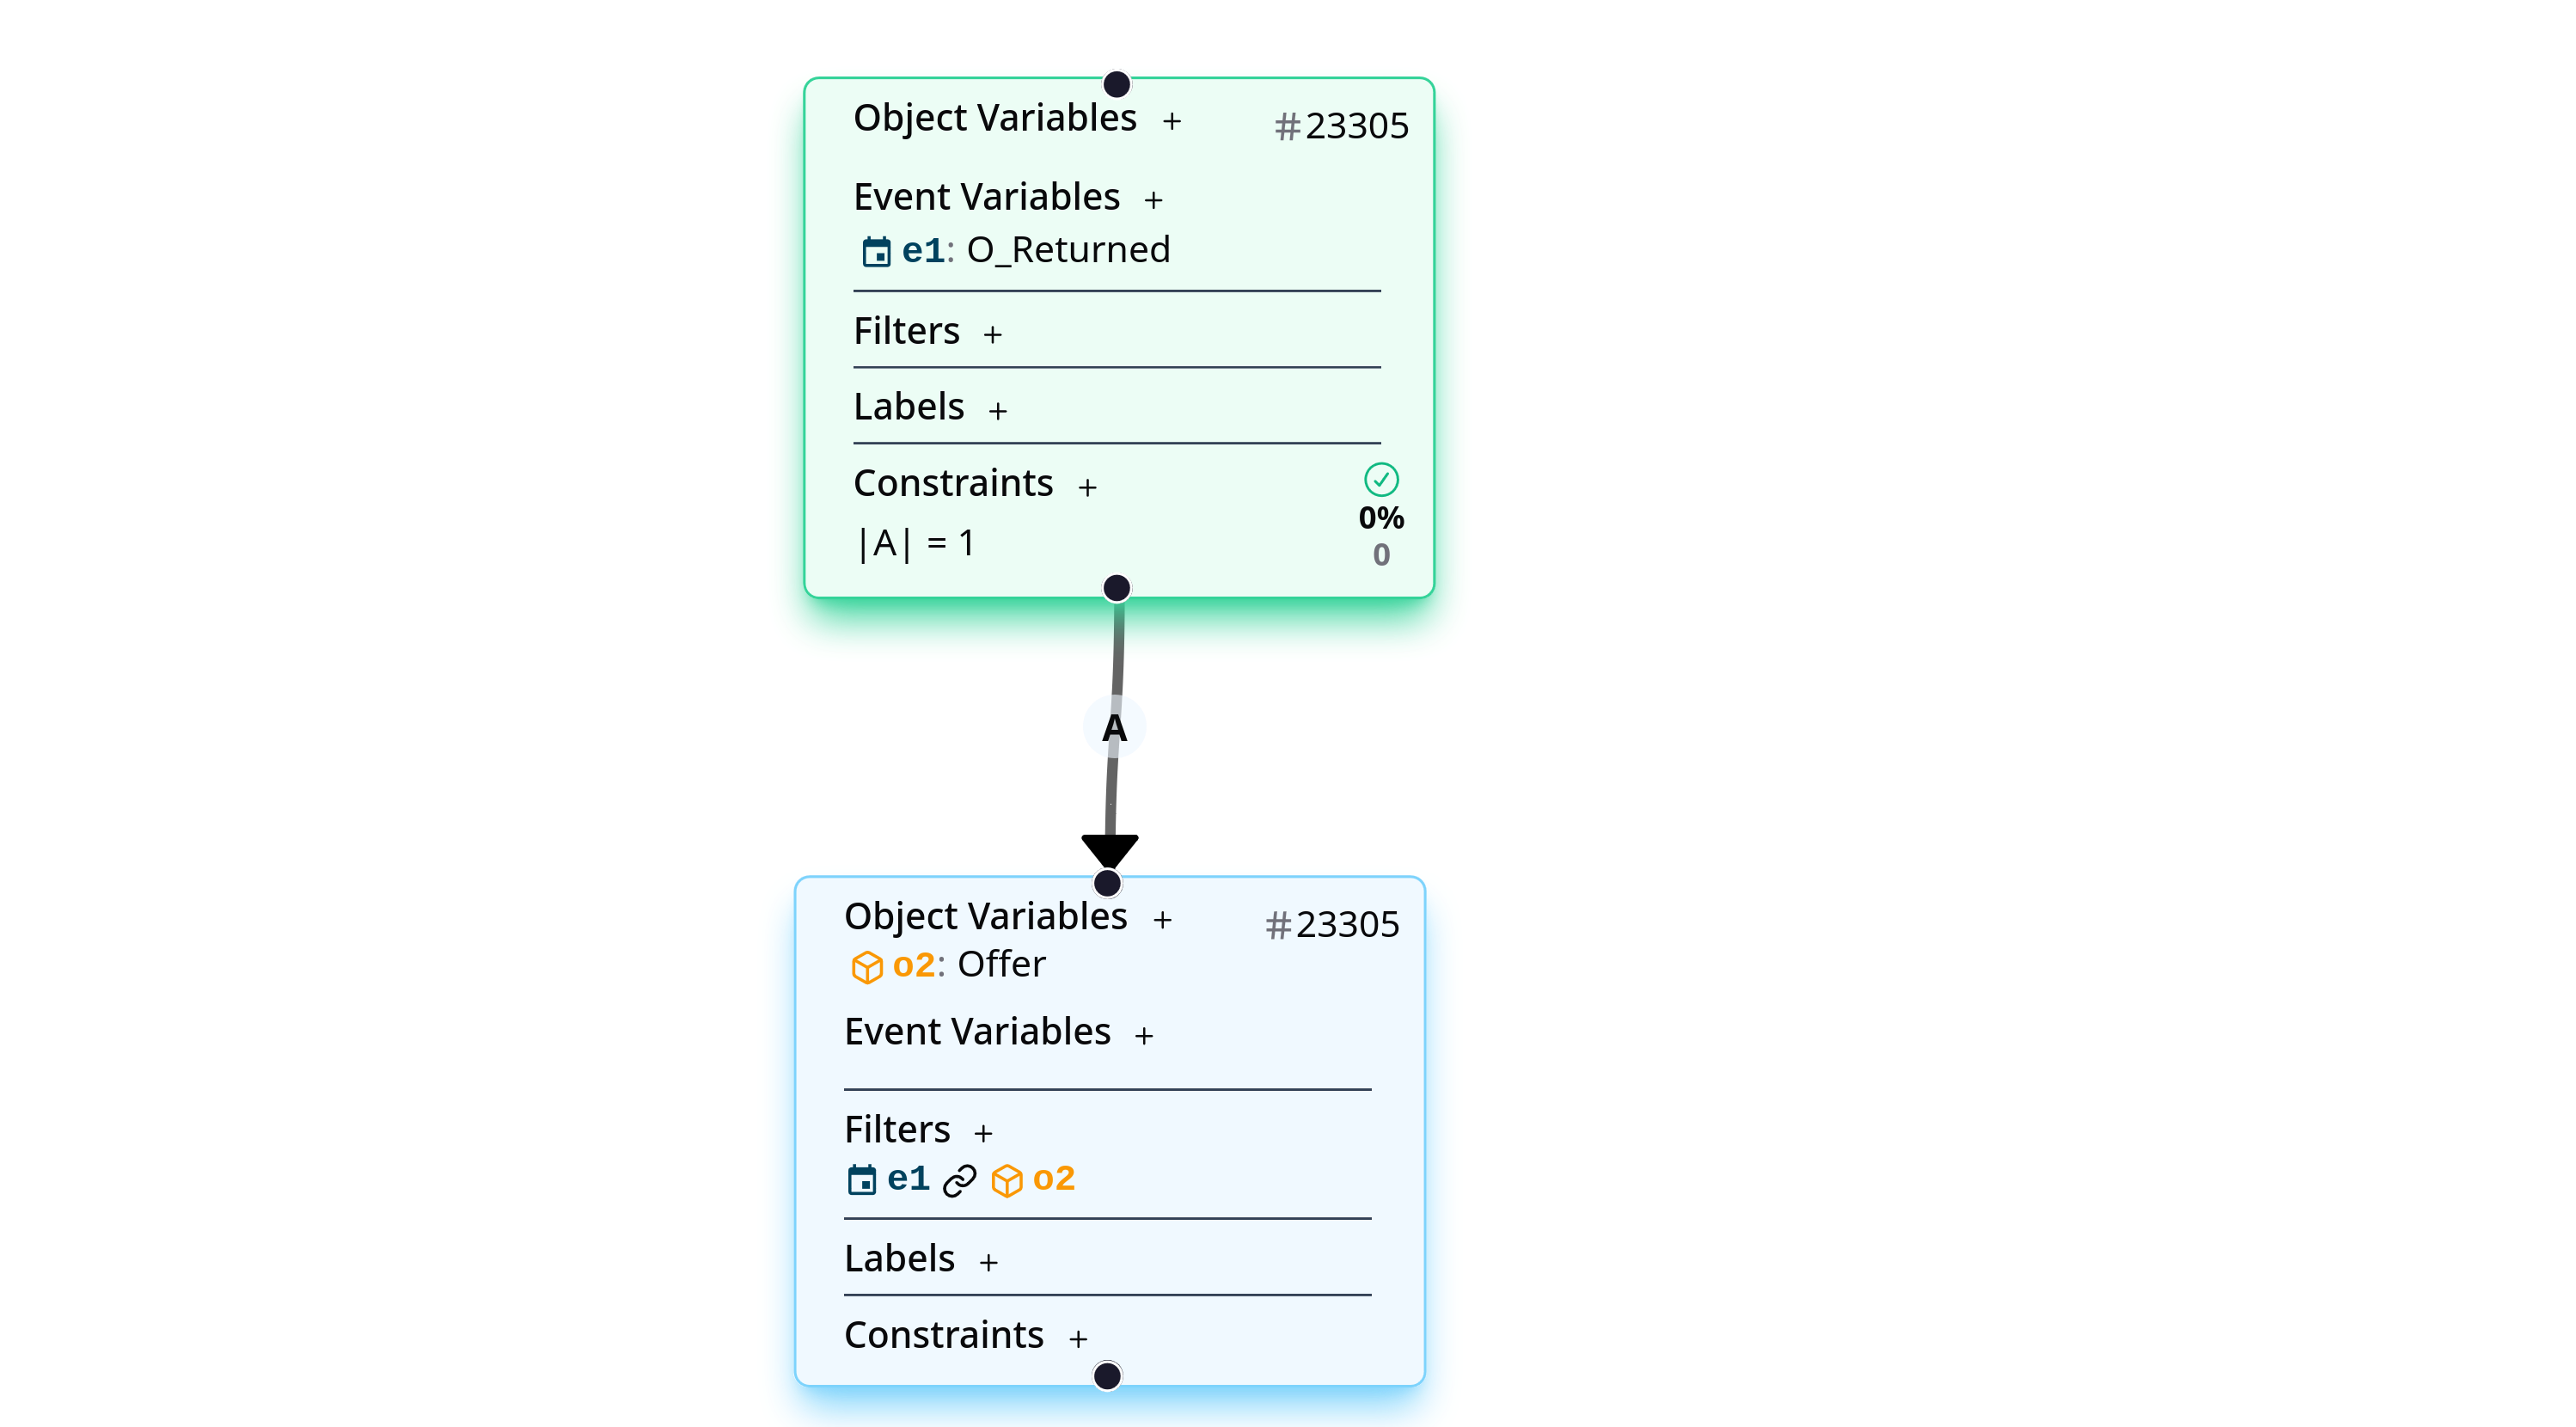 Object Variables + #23305
Event Variables +
e1: O_Returned
Filters +
Labels +
Constraints +
0%
|A| = 1
0
A
Object Variables + #23305
o2: Offer
Event Variables +
Filters +
e1 o2
Labels +
Constraints +